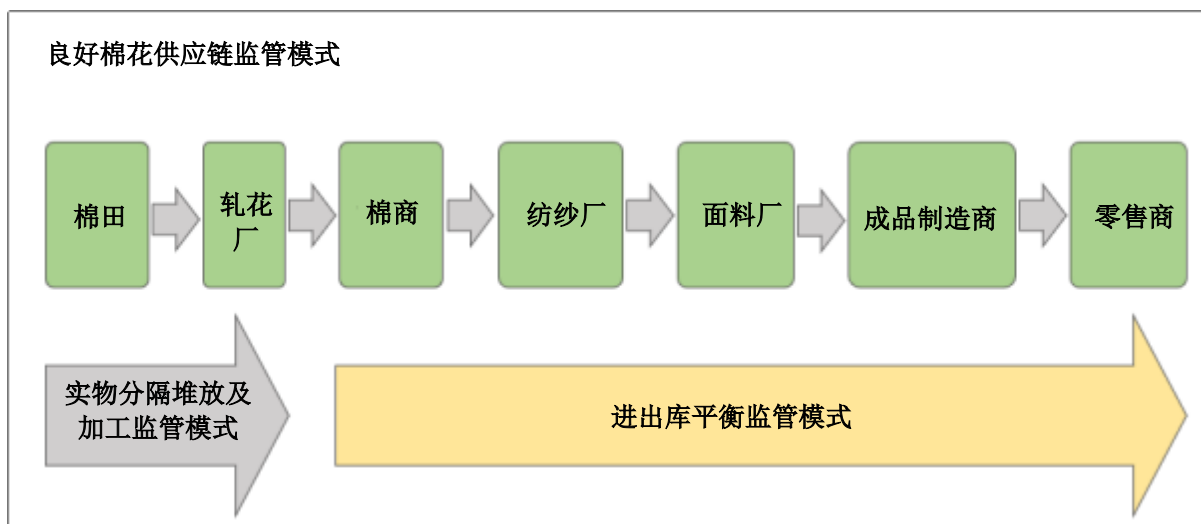 良好棉花供应链监管模式
棉田
轧花
厂
棉商
纺纱厂
面料厂
成品制造商
零售商
实物分隔堆放及
加工监管模式
进出库平衡监管模式